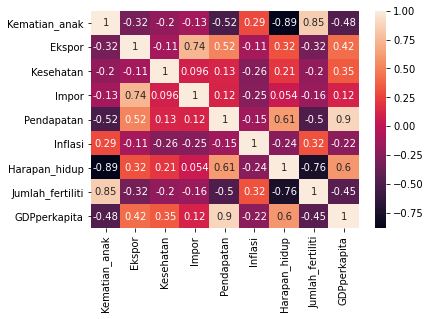 Kematian_anak 1 -0.32 -0.2 -0.13 -0.52 0.29 -0.89 0.85 -0.48
Ekspor -0.32 1 -0.11 0.74 0.52 -0.11 0.32 -0.32 0.42
Kesehatan -0.2 -0.11 1 0.096 0.13 -0.26 0.21 -0.2 0.35
Impor -0.13 0.74 0.096 1 0.12 -0.25 0.054 -0.16 0.12
Pendapatan -0.52 0.52 0.13 0.12 1 -0.15 0.61 -0.5 0.9
Inflasi 0.29 -0.11 -0.26 -0.25 -0.15 1 -0.24 0.32 -0.22
Harapan_hidup -0.89 0.32 0.21 0.054 0.61 -0.24 1 -0.76 0.6
Jumlah_fertiliti 0.85 -0.32 -0.2 -0.16 -0.5 0.32 -0.76 1 -0.45
GDPperkapita -0.48 0.42 0.35 0.12 0.9 -0.22 0.6 -0.45 1
Kematian_anak
Ekspor
Kesehatan
Impor
Pendapatan
Inflasi
Harapan_hidup
Jumlah_fertiliti
GDPperkapita
1.00
0.75
0.50
0.25
0.00
-0.25
-0.50
-0.75